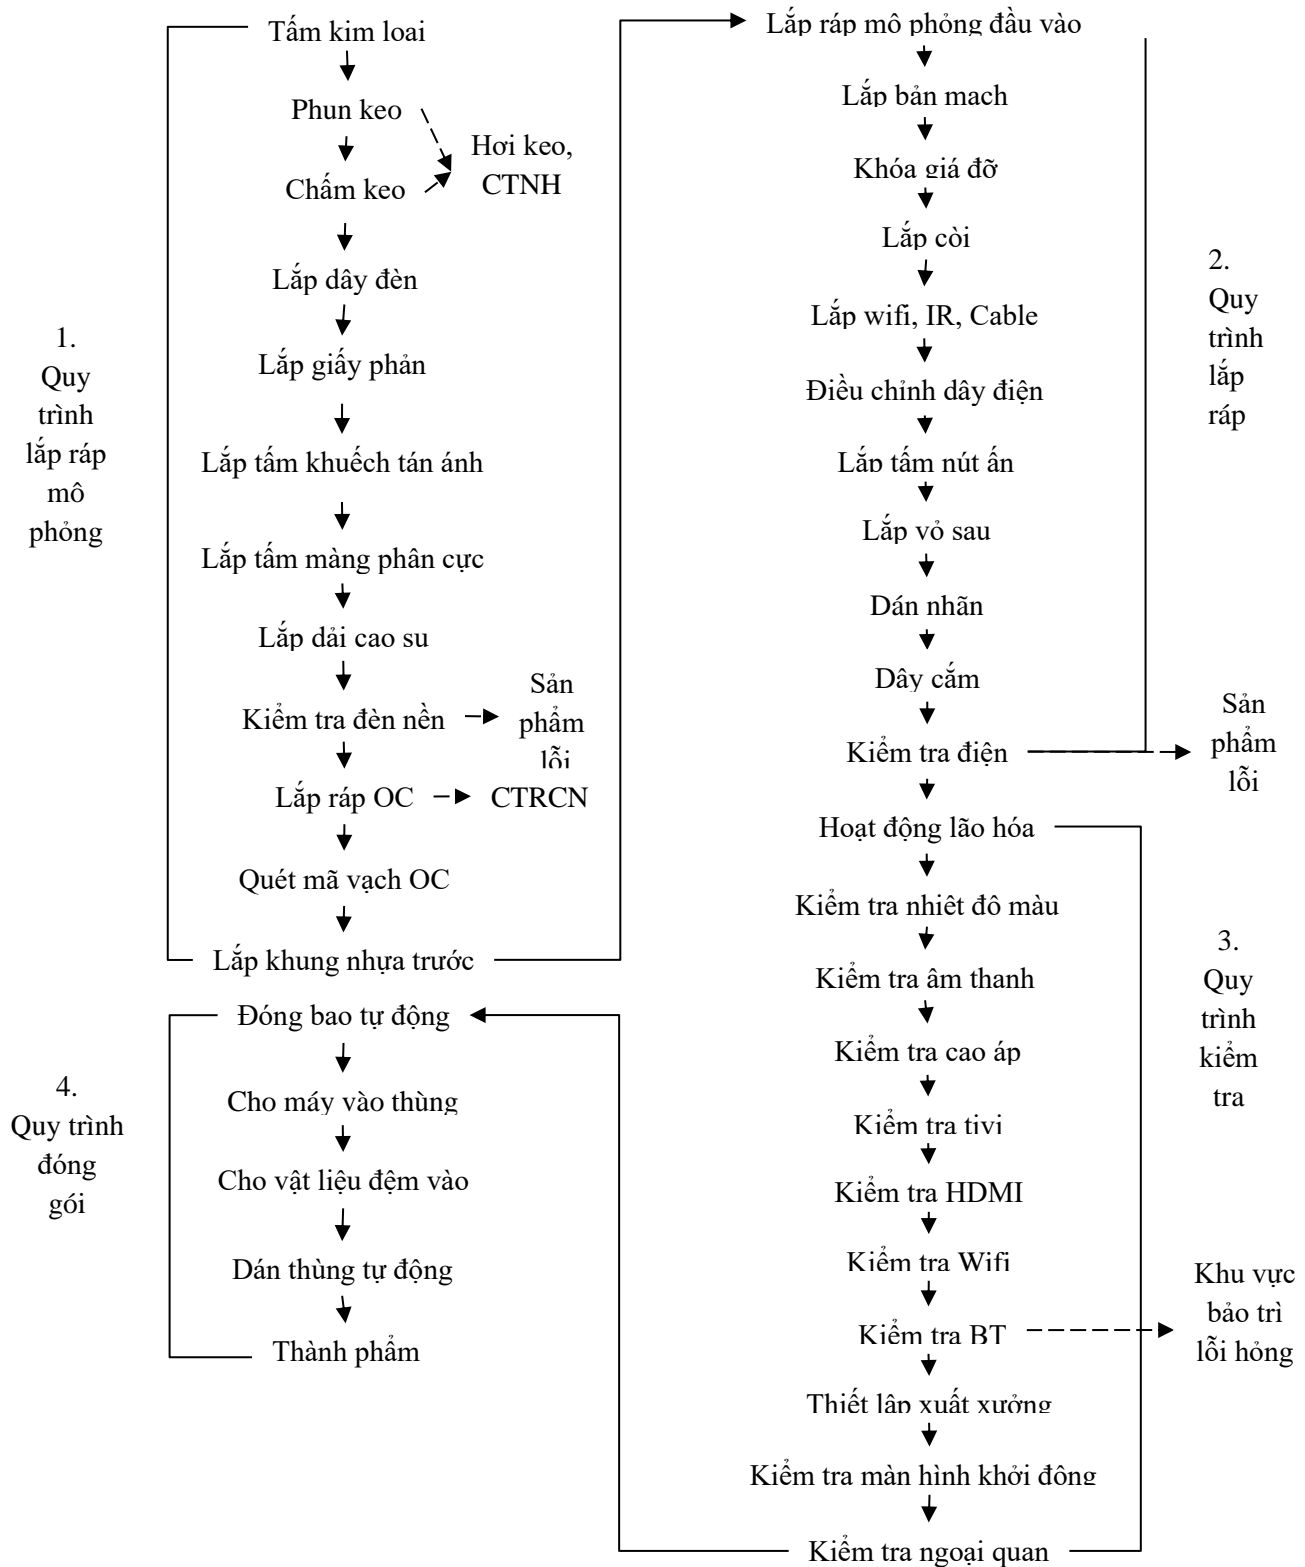 Tấm kim loai
Phun keo
Hơi keo,
CTNH
Chấm keo
Lắp dây đèn
Lắp giấy phản
1.
Quy
trình
lắp ráp
mô
phỏng
Lắp tấm khuếch tán ánh
Lắp tấm màng phân cực
Lắp dải cao su
Kiểm tra đèn nền
Sản
phẩm
lỗi
Lắp ráp OC
CTRCN
Quét mã vạch OC
Lắp khung nhựa trước
Lắp ráp mô phỏng đầu vào
Lắp bản mach
Khóa giá đỡ
Lắp còi
Lắp wifi, IR, Cable
Điều chỉnh dây điện
Lắp tấm nút ấn
Lắp vỏ sau
Dán nhãn
Dây cắm
Kiểm tra điện
2.
Quy
trình
lắp
ráp
Sản
phẩm
lỗi
Hoạt động lão hóa
Kiểm tra nhiêt đô màu
Kiểm tra âm thanh
Kiểm tra cao áp
Kiểm tra tivi
Kiểm tra HDMI
Kiểm tra Wifi
Kiểm tra BT
Thiết lâp xuất xưởng
Kiểm tra màn hình khởi đông
Kiểm tra ngoại quan
3.
Quy
trình
kiểm
tra
Khu vực
bảo trì
lỗi hỏng
Đóng bao tự động
Cho máy vào thùng
Cho vật liệu đệm vào
Dán thùng tự động
Thành phẩm
4.
Quy trình
đóng
gói